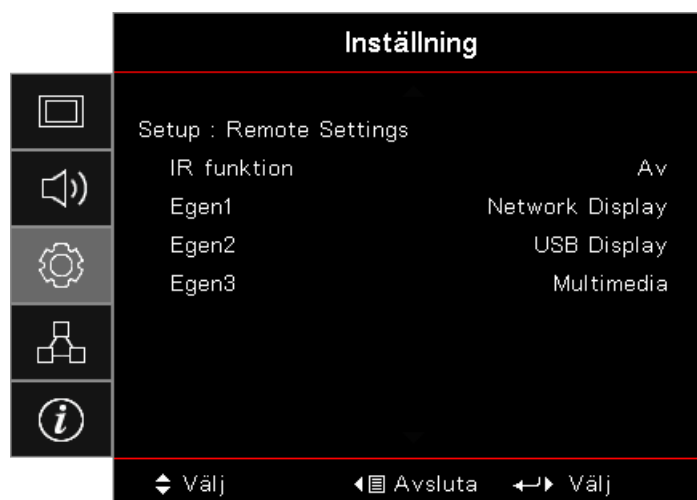 Inställning
Setup : Remote Settings
IR funktion Av
Egen1 Network Display
Egen2 USB Display
Egen3 Multimedia
Välj Avsluta Välj